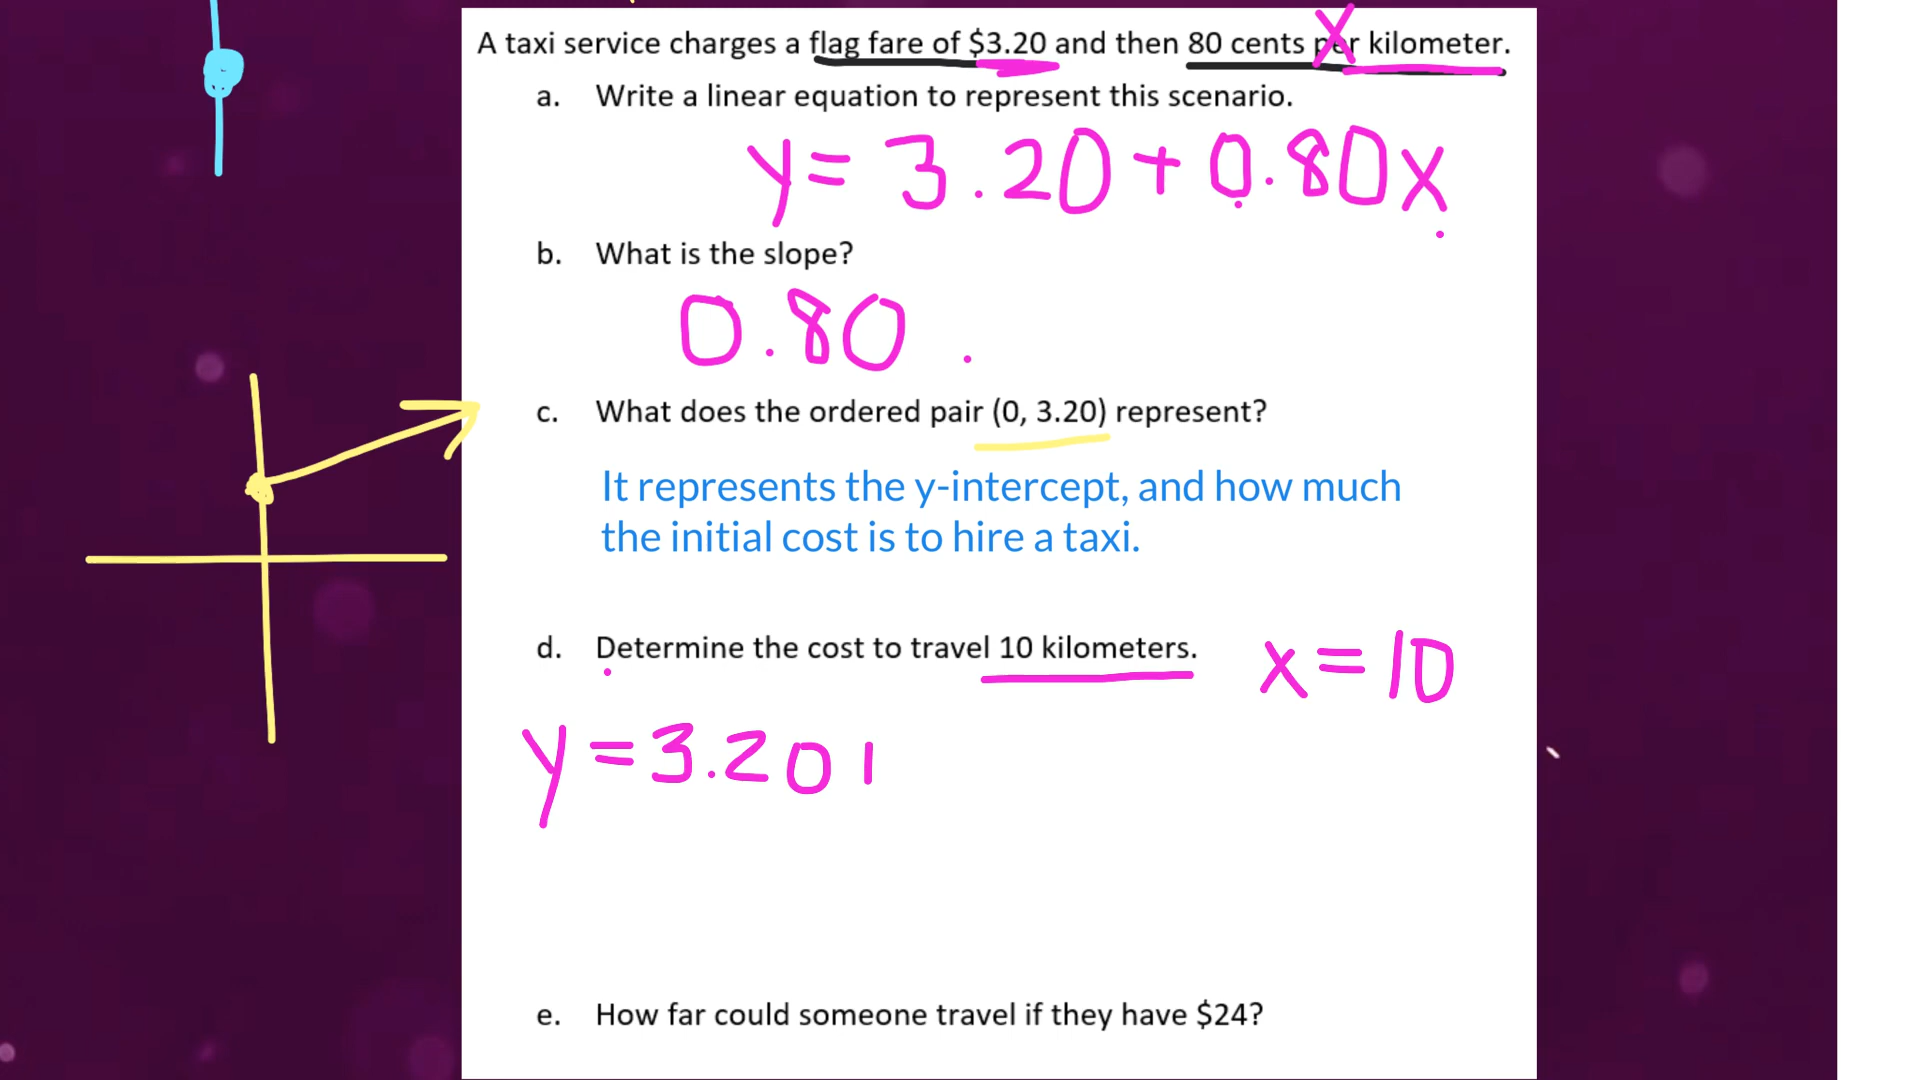 A taxi service charges a flag fare of $3.20 and then 80 cents per kilometer.
x
a. Write a linear equation to represent this scenario.
y = 3.20 + 0.80x
b. What is the slope?
0.80
c. What does the ordered pair (0, 3.20) represent?
It represents the y-intercept, and how much
the initial cost is to hire a taxi.
d. Determine the cost to travel 10 kilometers.
x = 10
y = 3.20 1
e. How far could someone travel if they have $24?